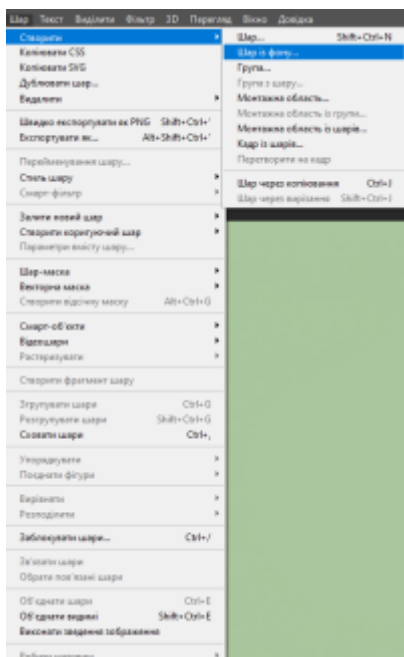 Шар Текст Виділити Фільтр 3D Перегляд Вікно Довідка
Створити
Копіювати CSS
Копіювати SVG
Дублювати шар...
Видалити
Швидко експортувати як PNG Shift+Ctrl+'
Експортувати як... Alt+Shift+Ctrl+'
Перейменування шару...
Стиль шару
Смарт-фільтр
Залити новий шар
Створити коригуючий шар
Параметри вмісту шару...
Шар-маска
Векторна маска
Створити відсічну маску Alt+Ctrl+G
Смарт-об'єкти
Відеошари
Растеризувати
Створити фрагмент шару
Згрупувати шари Ctrl+G
Розгрупувати шари Shift+Ctrl+G
Сховати шари Ctrl+,
Упорядкувати
Поєднати фігури
Вирівняти
Розподілити
Заблокувати шари... Ctrl+/
Зв'язати шари
Обрати пов'язані шари
Об'єднати шари Ctrl+E
Об'єднати видимі Shift+Ctrl+E
Виконати зведення зображення
Шар... Shift+Ctrl+N
Шар із фону...
Група...
Група з шару...
Монтажна область...
Монтажна область із групи...
Монтажна область із шарів...
Кадр із шарів...
Перетворити на кадр
Шар через копіювання Ctrl+J
Шар через вирізання Shift+Ctrl+J